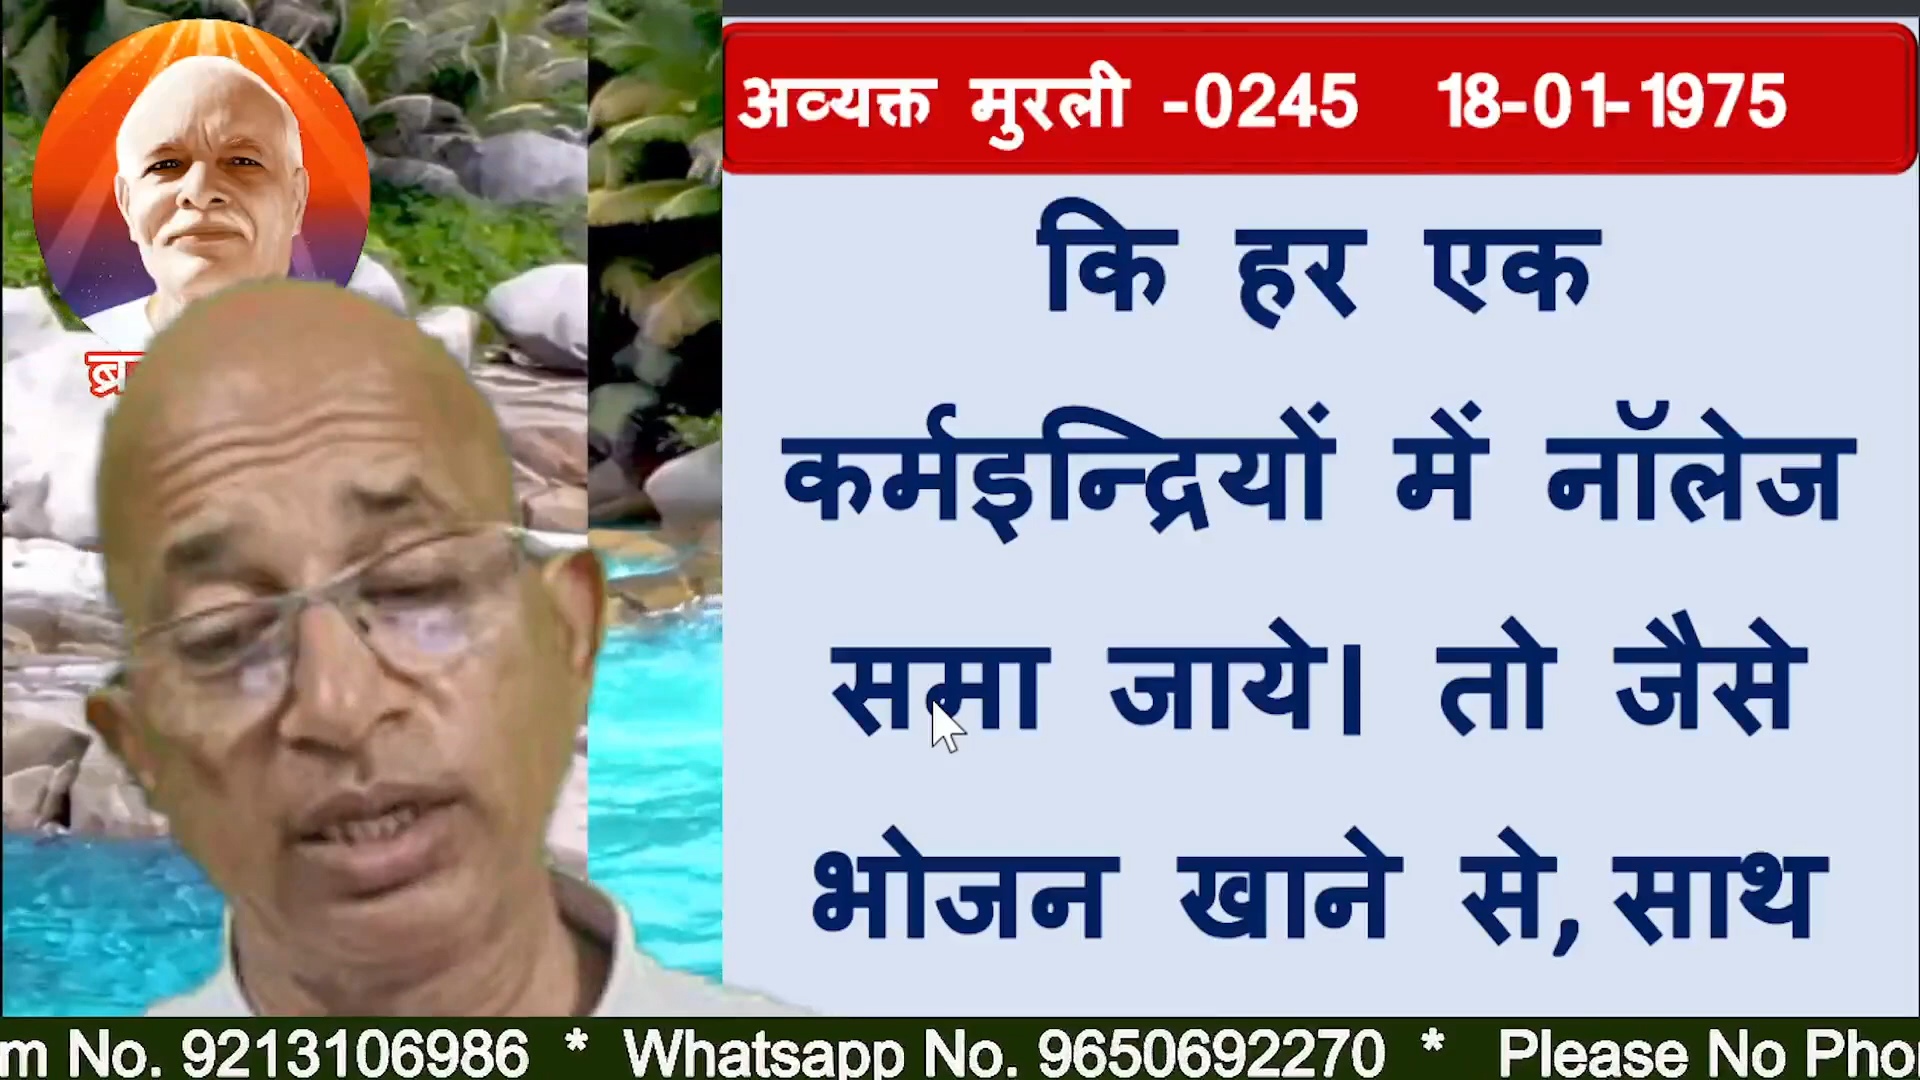 अव्यक्त मुरली -0245 18-01-1975
कि हर एक
कर्मइन्द्रियों में नॉलेज
समा जाये। तो जैसे
भोजन खाने से, साथ
No. 9213106986 * Whatsapp No. 9650692270 * Please No